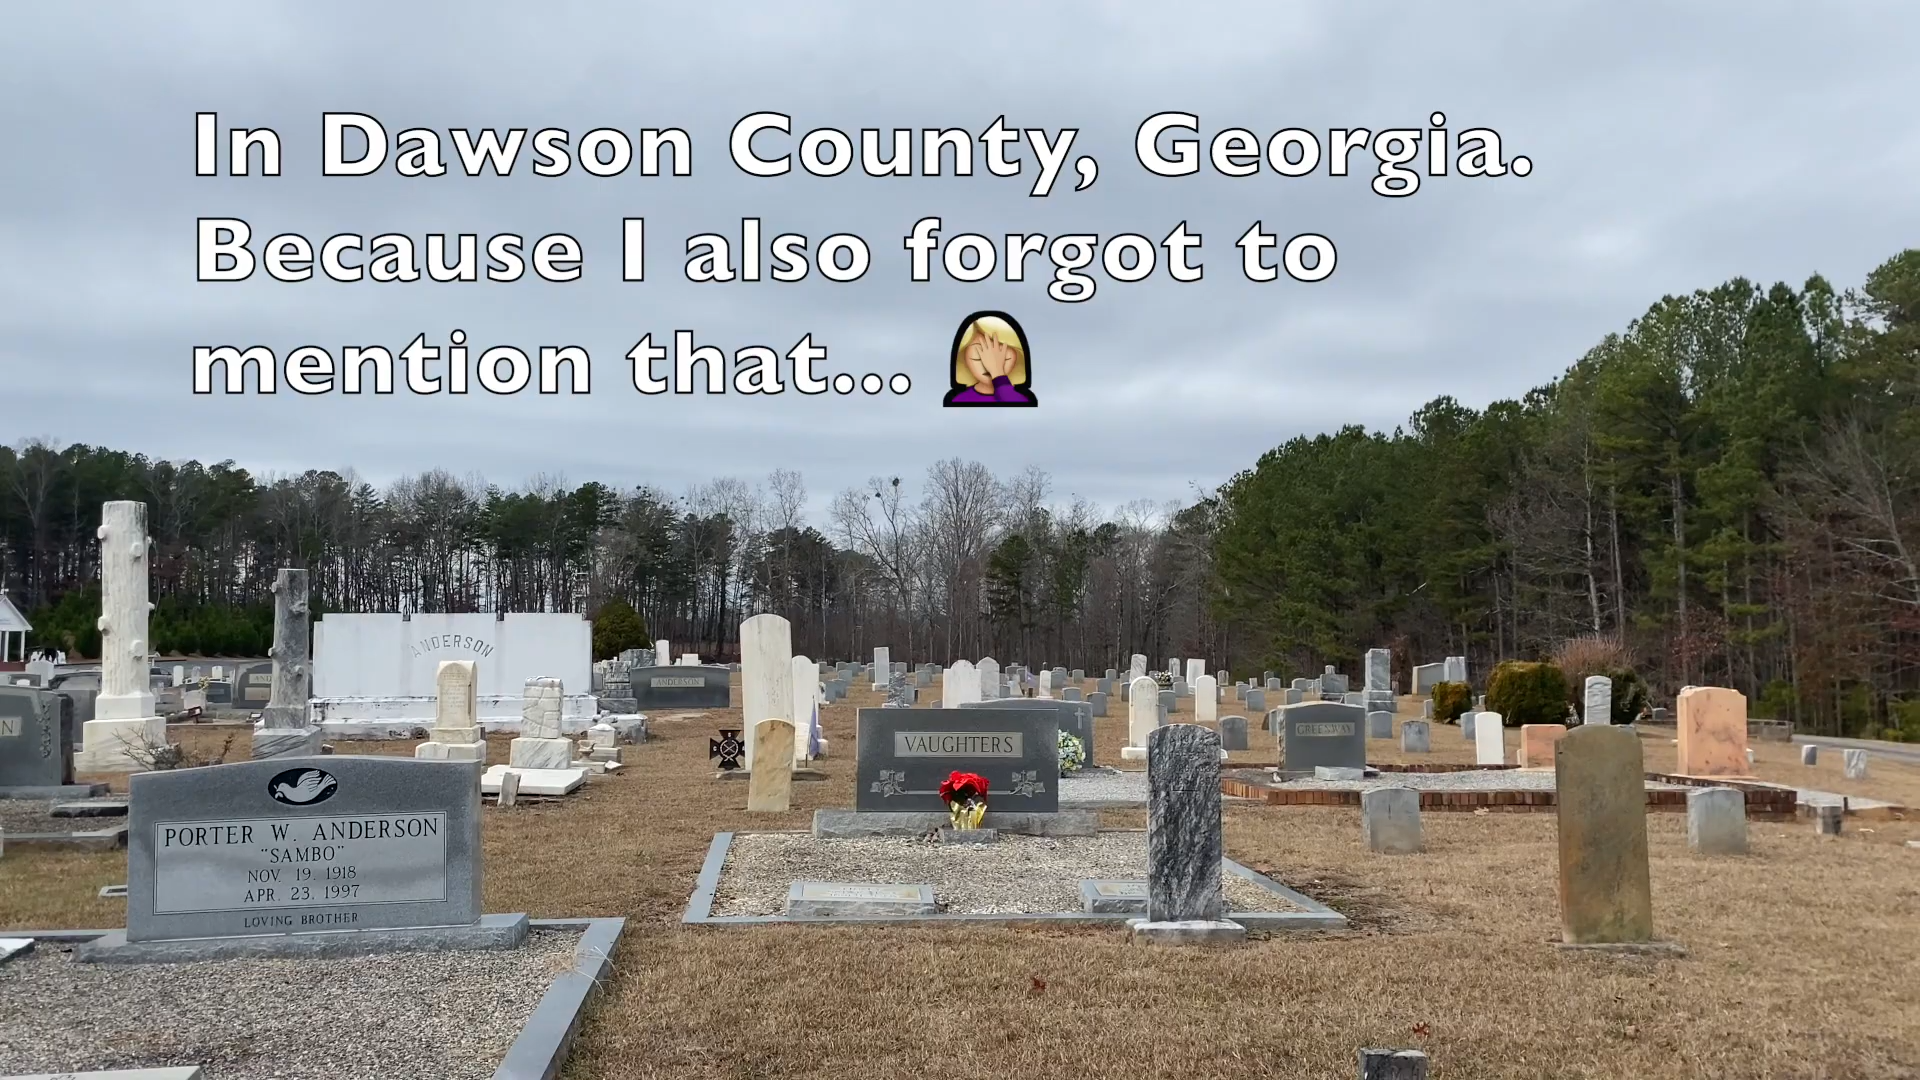 In Dawson County, Georgia.
Because I also forgot to
mention that... 🤦🏼‍♀️
ANDERSON
ANDERSON
VAUGHTERS
GREENWAY
PORTER W. ANDERSON
"SAMBO"
NOV. 19, 1918
APR. 23, 1997
LOVING BROTHER